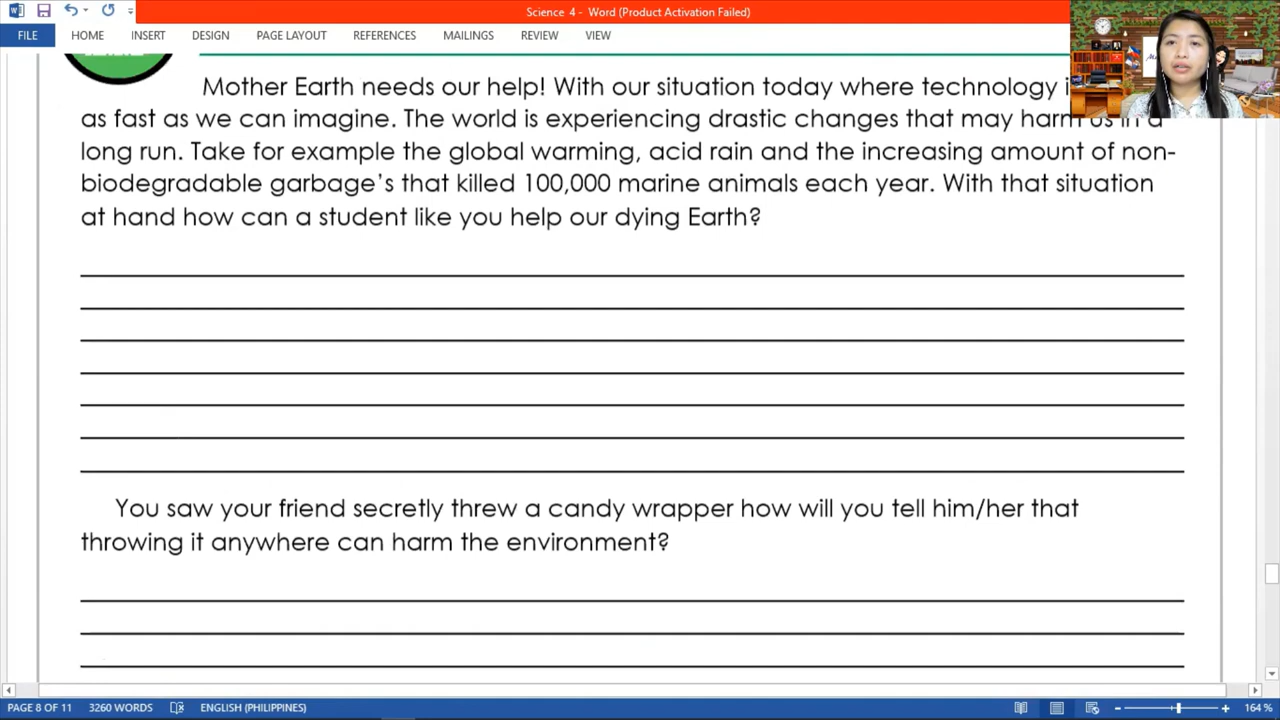 Science 4 - Word (Product Activation Failed)
FILE HOME INSERT DESIGN PAGE LAYOUT REFERENCES MAILINGS REVIEW VIEW
Mother Earth needs our help! With our situation today where technology
as fast as we can imagine. The world is experiencing drastic changes that may harm us in a
long run. Take for example the global warming, acid rain and the increasing amount of non-
biodegradable garbage's that killed 100,000 marine animals each year. With that situation
at hand how can a student like you help our dying Earth?
You saw your friend secretly threw a candy wrapper how will you tell him/her that
throwing it anywhere can harm the environment?
PAGE 8 OF 11 3260 WORDS ENGLISH (PHILIPPINES) 164 %